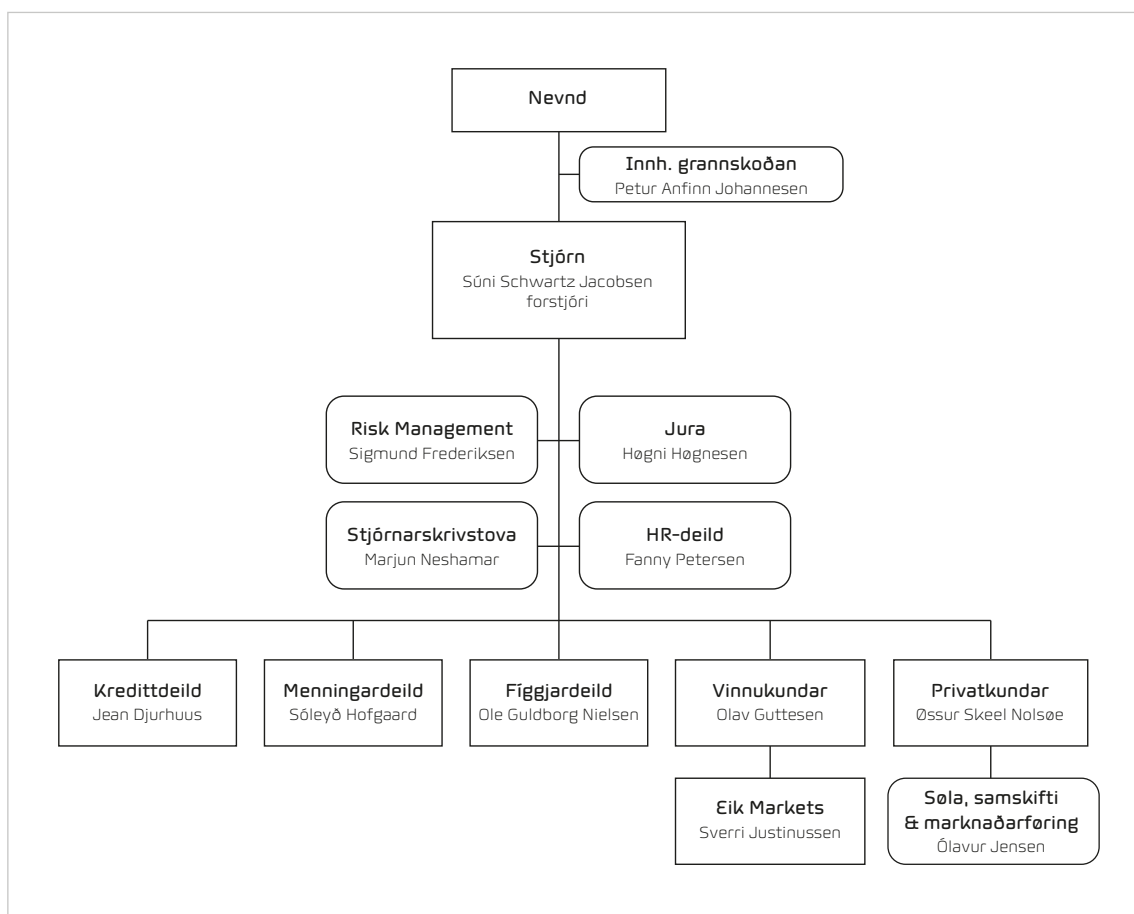 Nevnd
Innh. grannskoðan
Petur Anfinn Johannesen
Stjórn
Súni Schwartz Jacobsen
forstjóri
Risk Management
Sigmund Frederiksen
Jura
Høgni Høgnesen
Stjórnarskrivstova
Marjun Neshamar
HR-deild
Fanny Petersen
Kredittdeild
Jean Djurhuus
Menningardeild
Sóleyð Hofgaard
Fíggjardeild
Ole Guldborg Nielsen
Vinnukundar
Olav Guttesen
Privatkundar
Øssur Skeel Nolsøe
Eik Markets
Sverri Justinussen
Søla, samskifti
& marknaðarføring
Ólavur Jensen